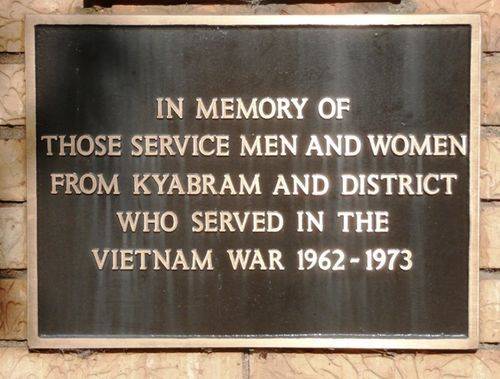 IN MEMORY OF
THOSE SERVICE MEN AND WOMEN
FROM KYABRAM AND DISTRICT
WHO SERVED IN THE
VIETNAM WAR 1962-1973